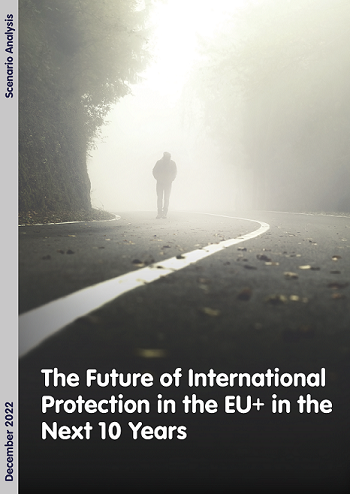 Scenario Analysis
The Future of International
Protection in the EU+ in the
Next 10 Years
December 2022